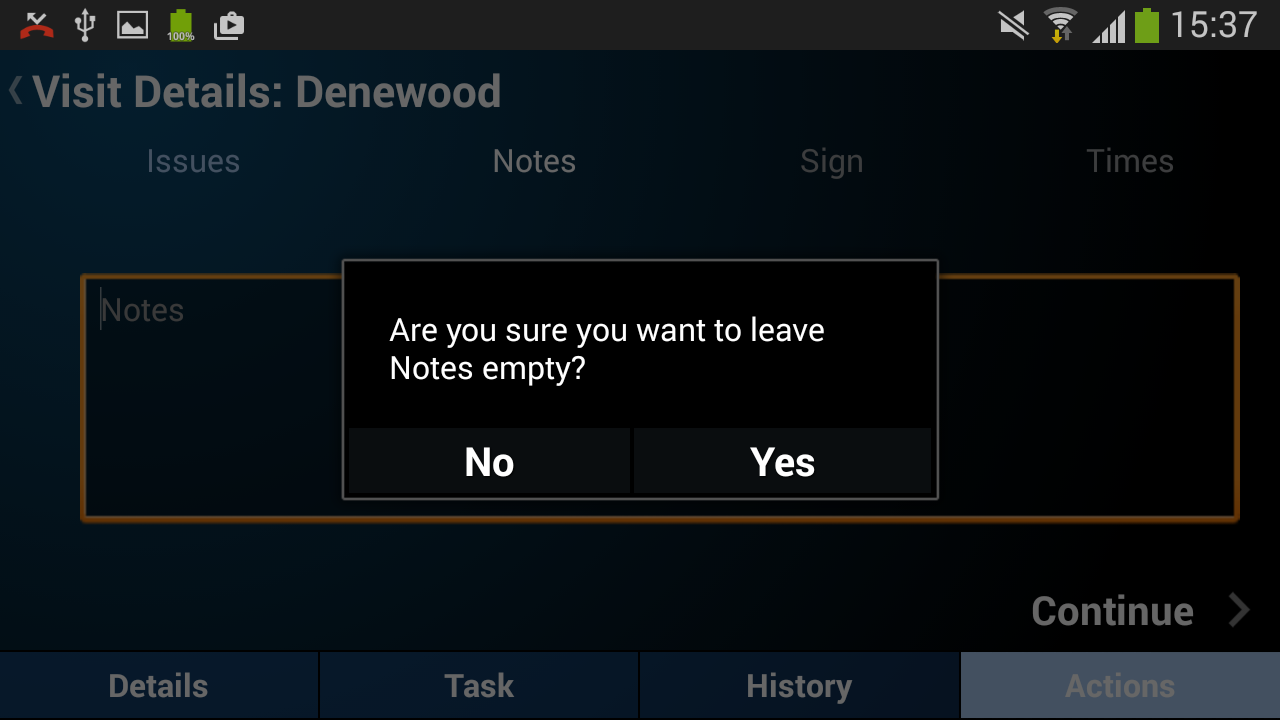 100%
15:37
Visit Details: Denewood
Issues
Notes
Sign
Times
Notes
Are you sure you want to leave
Notes empty?
No
Yes
Continue
Details
Task
History
Actions